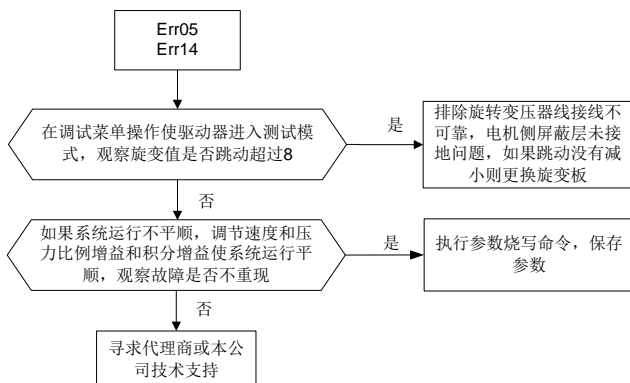 Err05
Err14
在调试菜单操作使驱动器进入测试模
式，观察旋变值是否跳动超过8
是
排除旋转变压器线接线不
可靠，电机侧屏蔽层未接
地问题，如果跳动没有减
小则更换旋变板
否
如果系统运行不平顺，调节速度和压
力比例增益和积分增益使系统运行平
顺，观察故障是否不重现
是
执行参数烧写命令，保存
参数
否
寻求代理商或本公
司技术支持